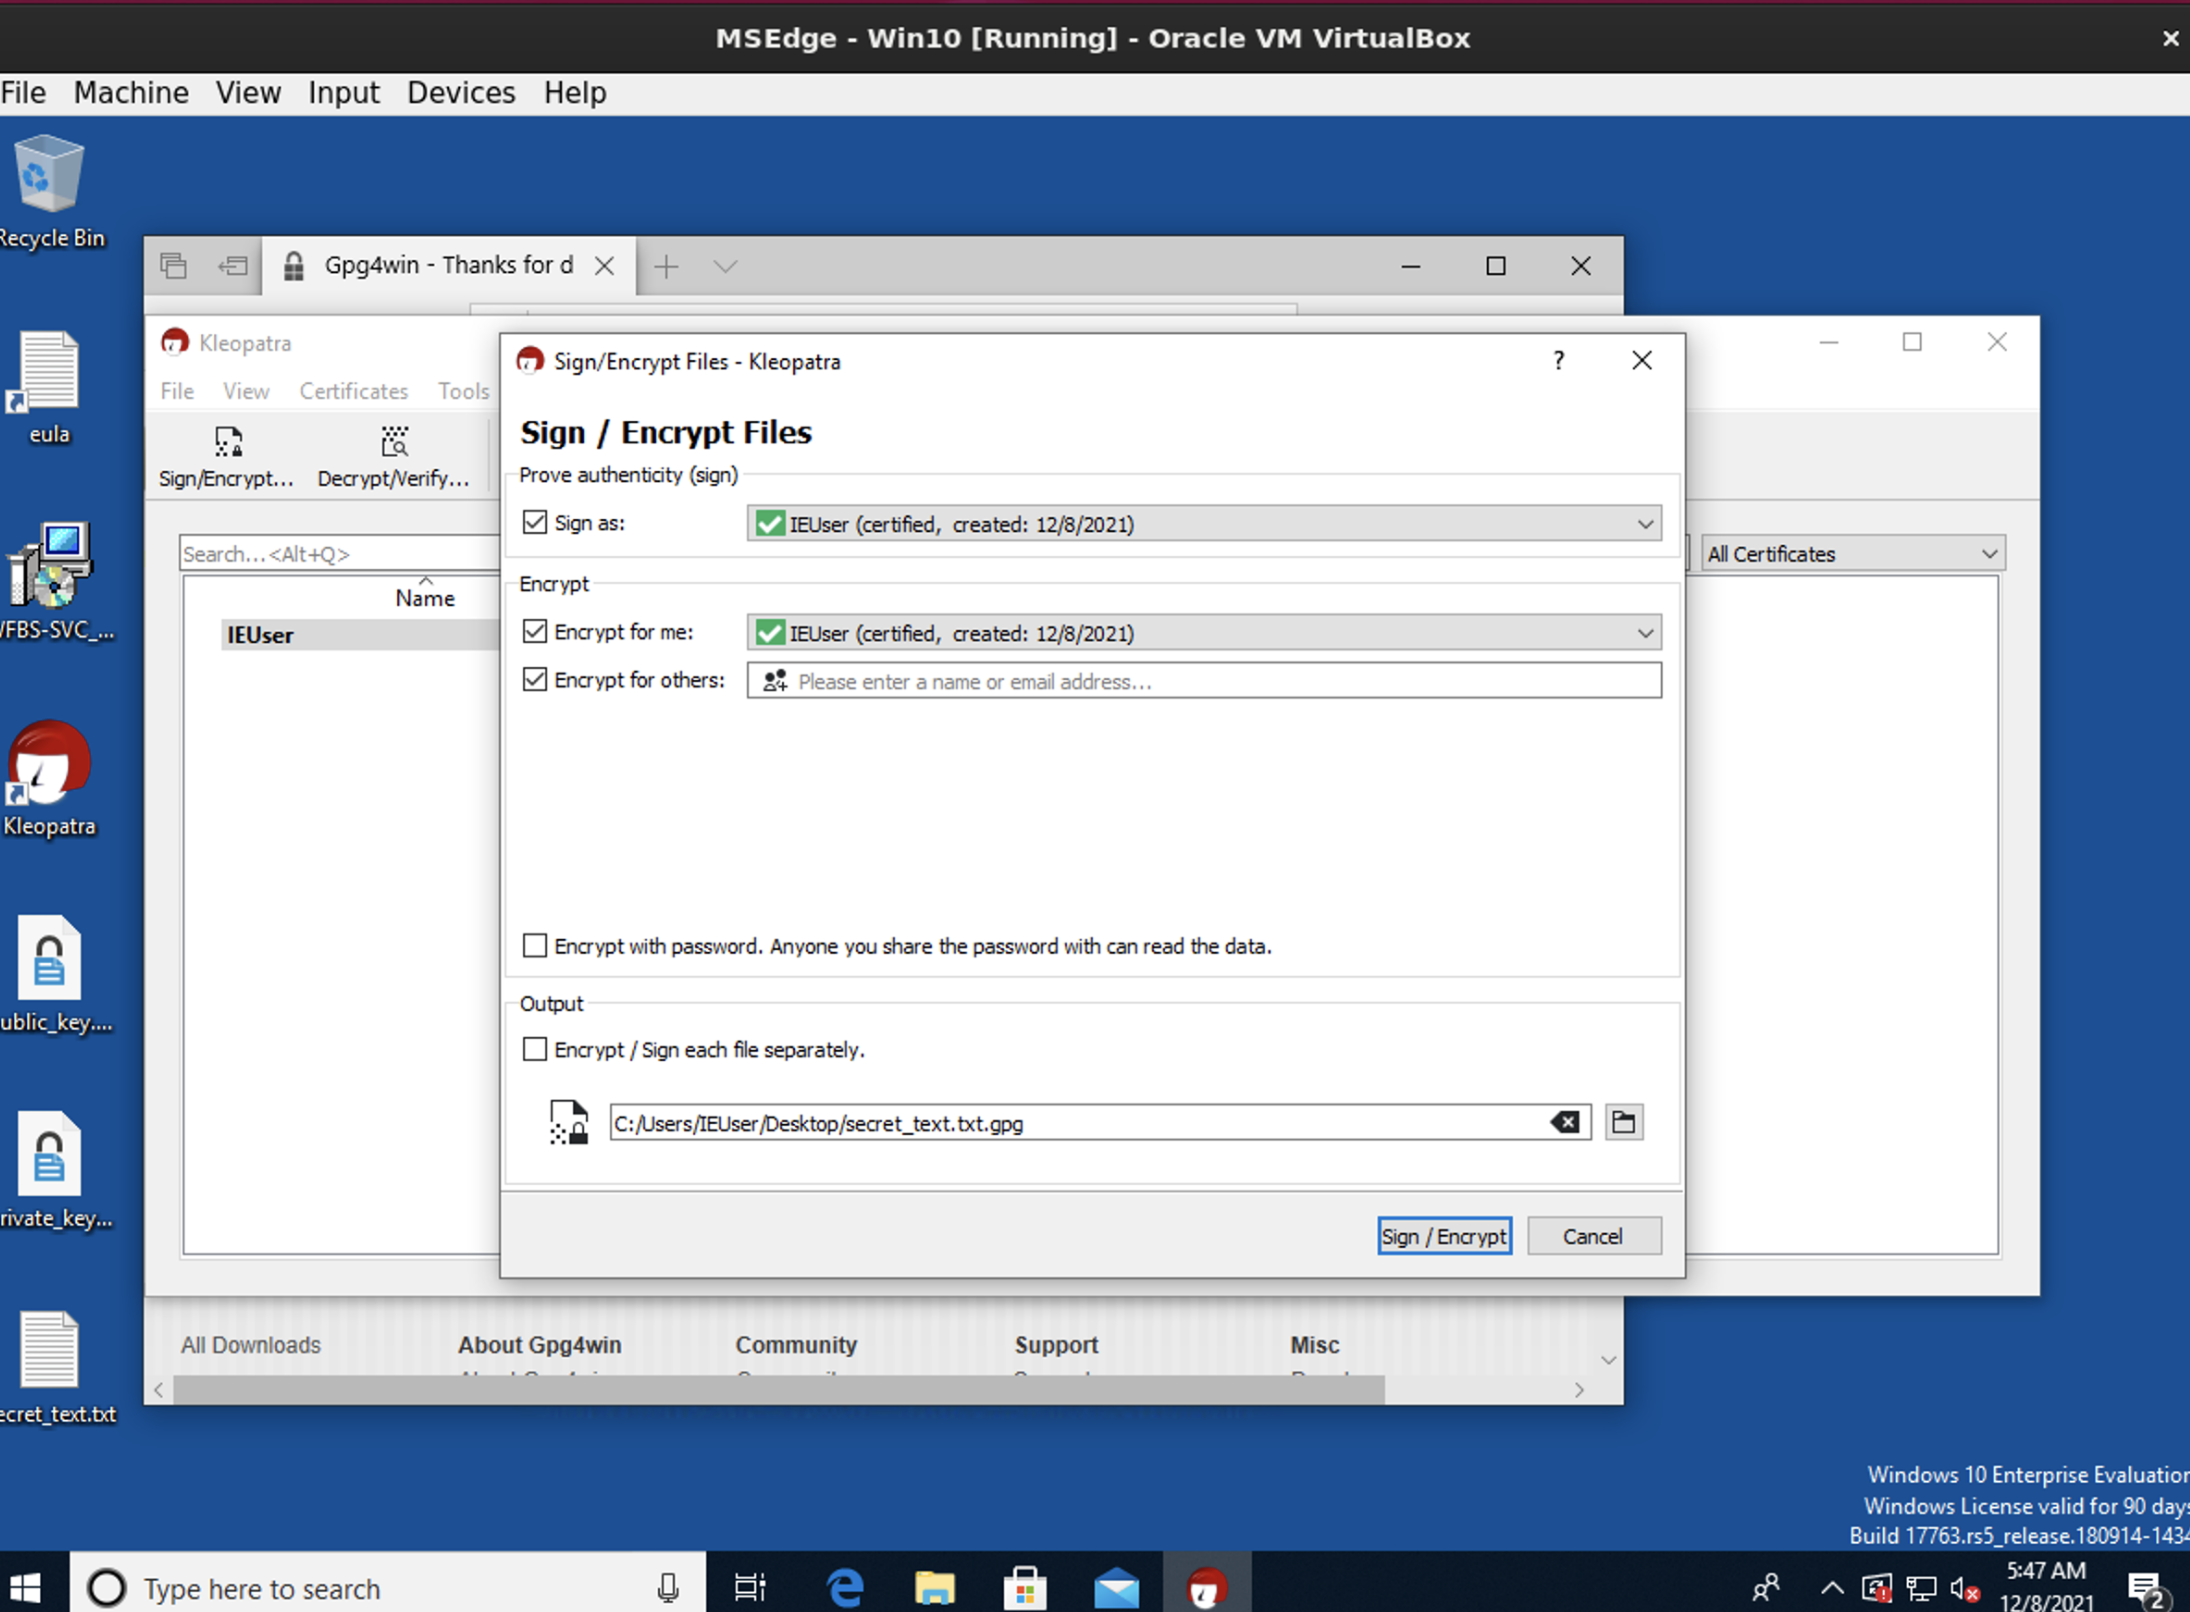 MSEdge - Win10 [Running] - Oracle VM VirtualBox
File Machine View Input Devices Help
Recycle Bin
eula
VFBS-SVC_...
Kleopatra
ublic_key....
rivate_key...
ecret_text.txt
Gpg4win - Thanks for d
Kleopatra
File View Certificates Tools
Sign/Encrypt... Decrypt/Verify...
Search...<Alt+Q>
All Certificates
Name
IEUser
Sign/Encrypt Files - Kleopatra
?
Sign / Encrypt Files
Prove authenticity (sign)
Sign as: IEUser (certified, created: 12/8/2021)
Encrypt
Encrypt for me: IEUser (certified, created: 12/8/2021)
Encrypt for others: Please enter a name or email address...
Encrypt with password. Anyone you share the password with can read the data.
Output
Encrypt / Sign each file separately.
C:/Users/IEUser/Desktop/secret_text.txt.gpg
Sign / Encrypt Cancel
All Downloads About Gpg4win Community Support Misc
Windows 10 Enterprise Evaluation
Windows License valid for 90 days
Build 17763.rs5_release.180914-1434
Type here to search
5:47 AM
12/8/2021
2